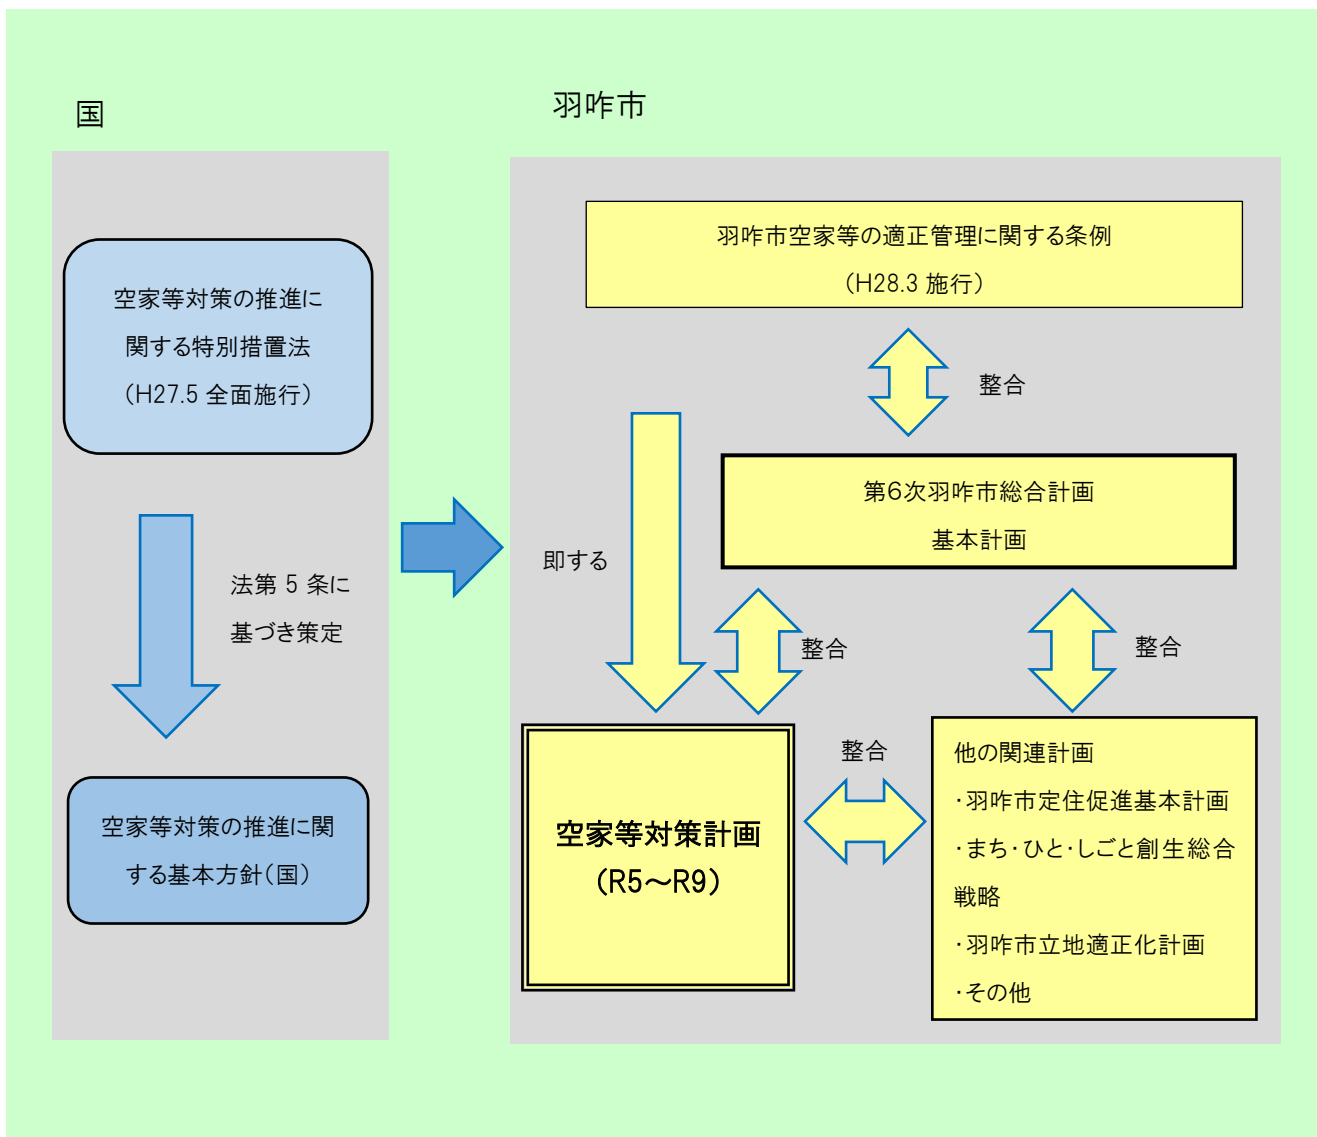 国
空家等対策の推進に
関する特別措置法
（H27.5 全面施行）
法第 5 条に
基づき策定
空家等対策の推進に関
する基本方針（国）
羽咋市
羽咋市空家等の適正管理に関する条例
（H28.3 施行）
整合
第6次羽咋市総合計画
基本計画
即する
整合
整合
空家等対策計画
（R5～R9）
整合
他の関連計画
・羽咋市定住促進基本計画
・まち・ひと・しごと創生総合
戦略
・羽咋市立地適正化計画
・その他